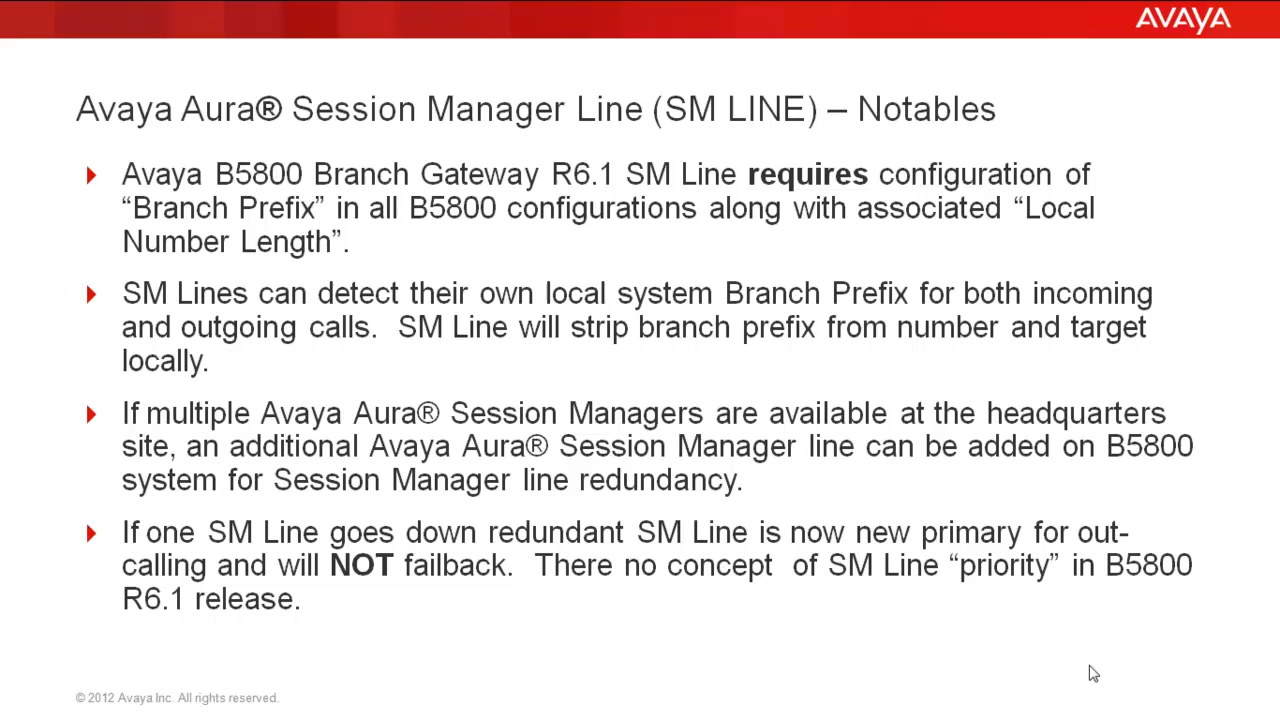 AVAYA
Avaya Aura® Session Manager Line (SM LINE) – Notables
Avaya B5800 Branch Gateway R6.1 SM Line requires configuration of
“Branch Prefix” in all B5800 configurations along with associated “Local
Number Length”.
SM Lines can detect their own local system Branch Prefix for both incoming
and outgoing calls.  SM Line will strip branch prefix from number and target
locally.
If multiple Avaya Aura® Session Managers are available at the headquarters
site, an additional Avaya Aura® Session Manager line can be added on B5800
system for Session Manager line redundancy.
If one SM Line goes down redundant SM Line is now new primary for out-
calling and will NOT failback.  There no concept  of SM Line “priority” in B5800
R6.1 release.
© 2012 Avaya Inc. All rights reserved.